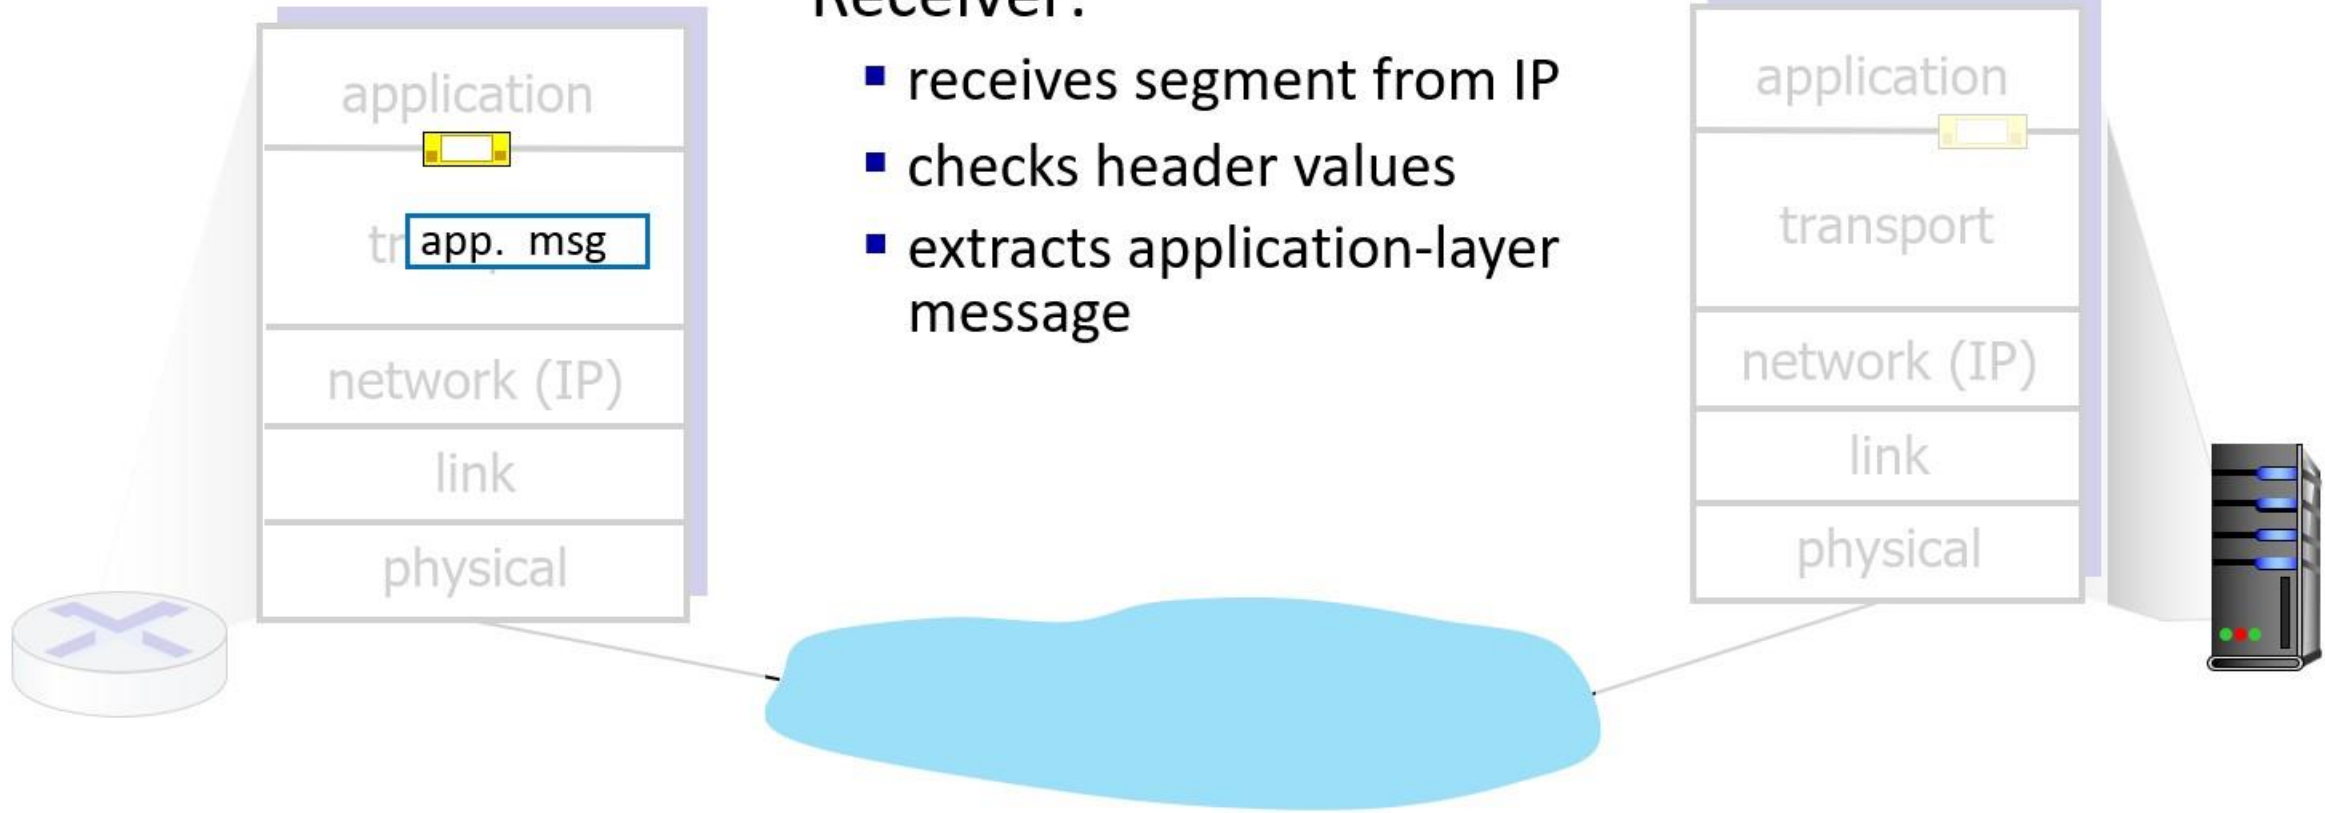 Receiver:
receives segment from IP
checks header values
extracts application-layer
message
application
app. msg
network (IP)
link
physical
application
transport
network (IP)
link
physical